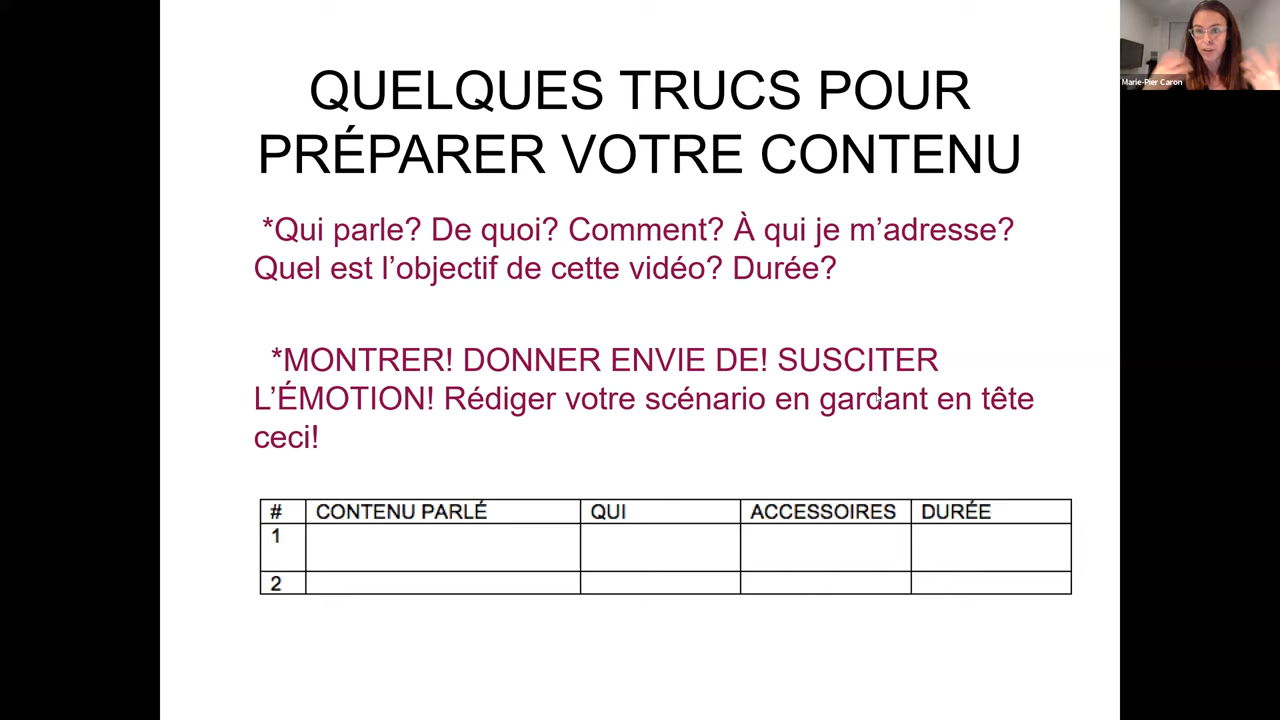 QUELQUES TRUCS POUR
PRÉPARER VOTRE CONTENU
*Qui parle? De quoi? Comment? À qui je m’adresse?
Quel est l’objectif de cette vidéo? Durée?
*MONTRER! DONNER ENVIE DE! SUSCITER
L’ÉMOTION! Rédiger votre scénario en gardant en tête
ceci!
# CONTENU PARLÉ QUI ACCESSOIRES DURÉE
1
2
Marie-Pier Caron